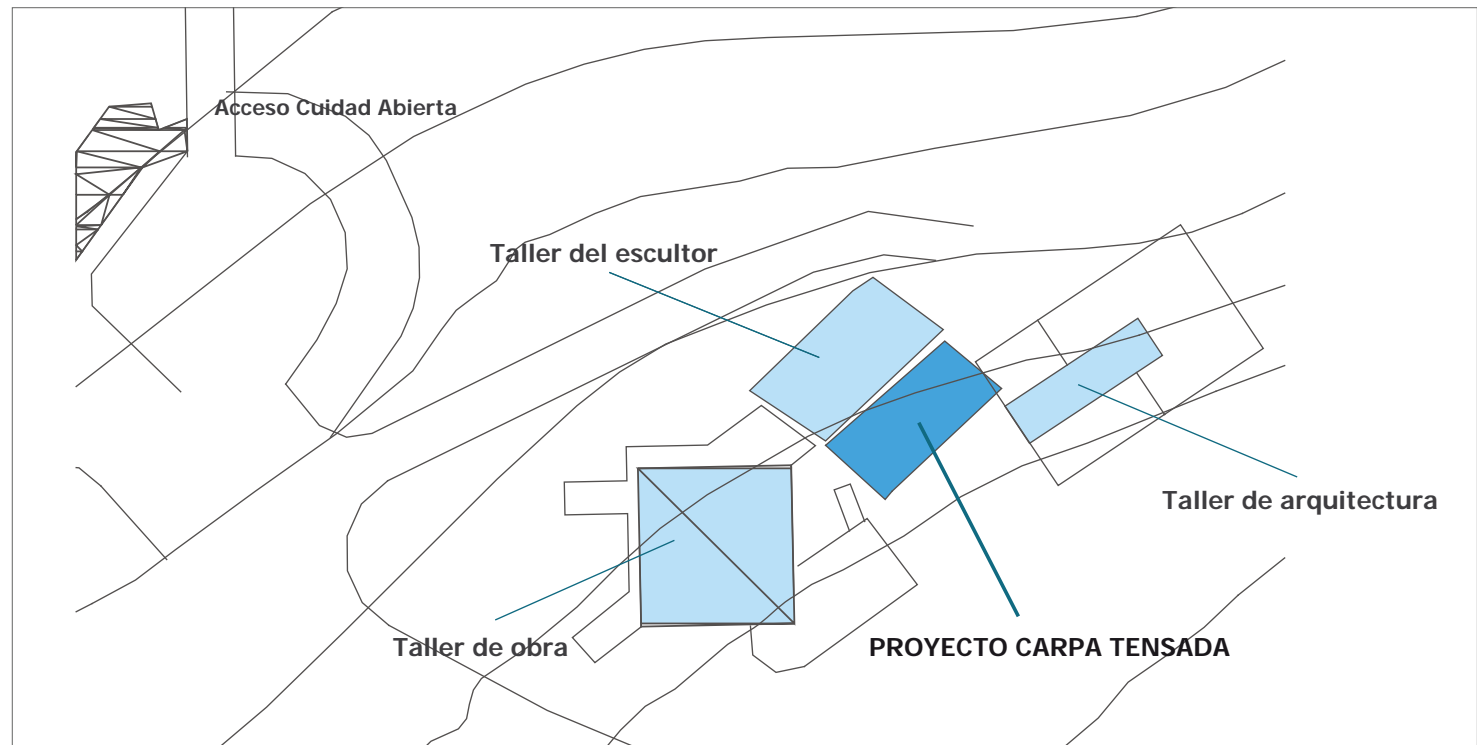 Acceso Cuidad Abierta
Taller del escultor
Taller de arquitectura
Taller de obra
PROYECTO CARPA TENSADA